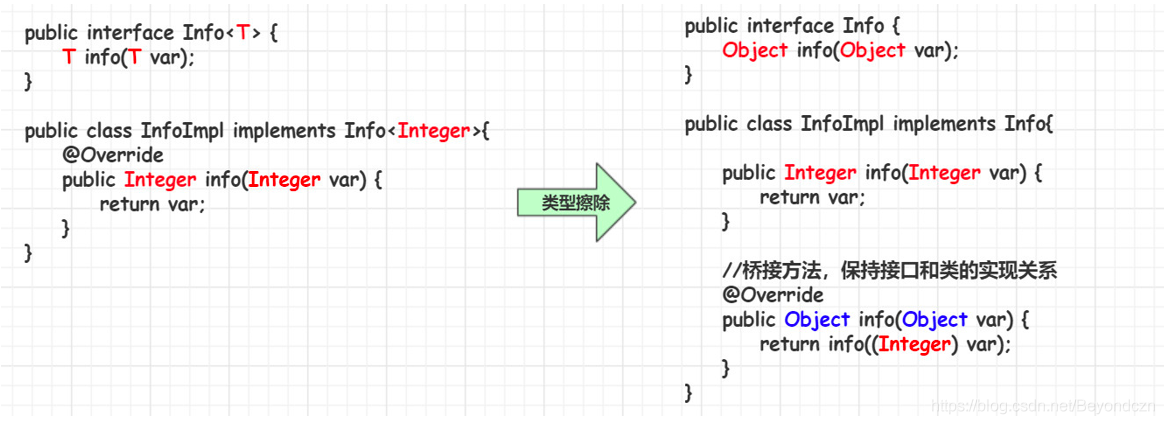 public interface Info<T> {
T info(T var);
}
public class InfoImpl implements Info<Integer>{
@Override
public Integer info(Integer var) {
return var;
}
}
类型擦除
public interface Info {
Object info(Object var);
}
public class InfoImpl implements Info{
public Integer info(Integer var) {
return var;
}
//桥接方法，保持接口和类的实现关系
@Override
public Object info(Object var) {
return info((Integer) var);
}
}
https://blog.csdn.net/Beyondczn